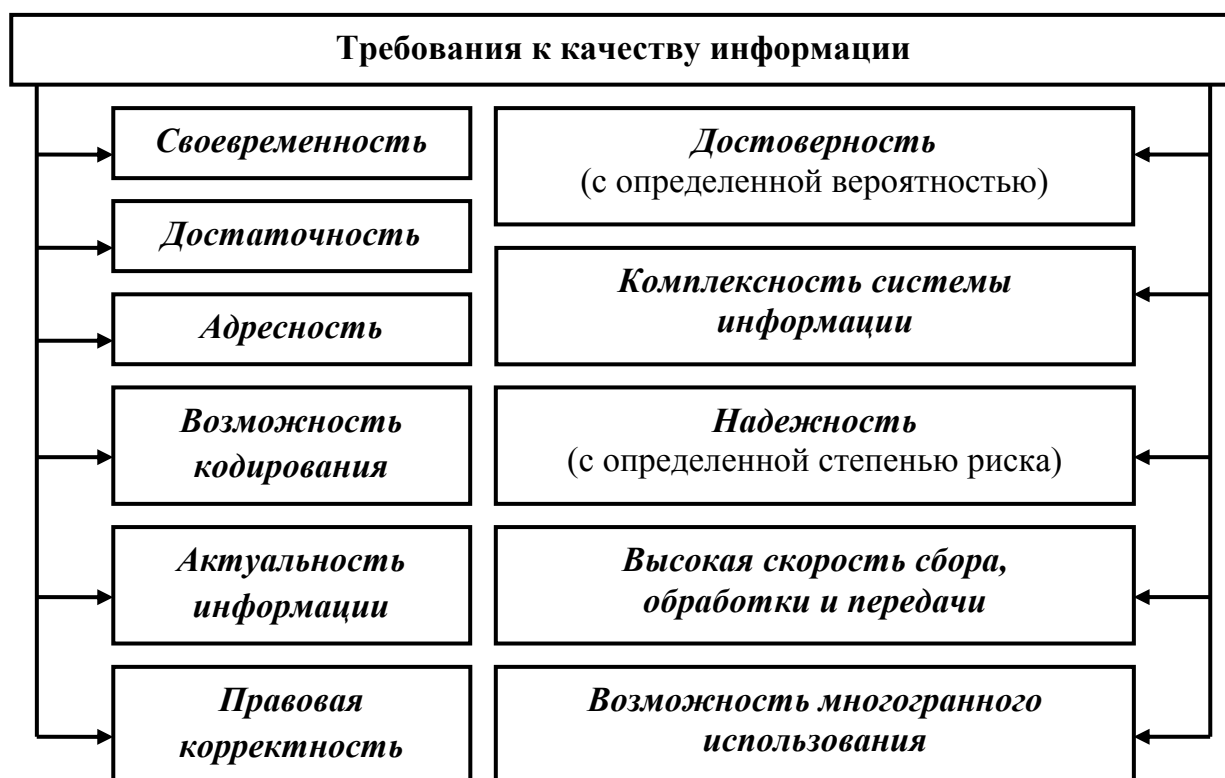 Требования к качеству информации
Своевременность
Достаточность
Адресность
Возможность
кодирования
Актуальность
информации
Правовая
корректность
Достоверность
(с определенной вероятностью)
Комплексность системы
информации
Надежность
(с определенной степенью риска)
Высокая скорость сбора,
обработки и передачи
Возможность многогранного
использования